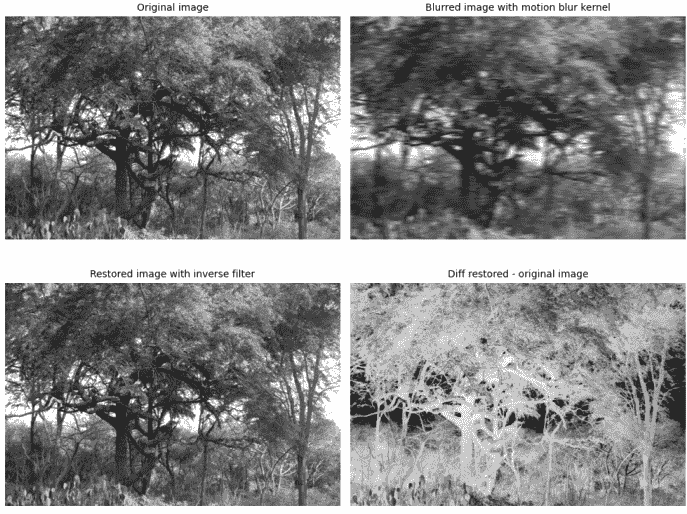 Original image
Blurred image with motion blur kernel
Restored image with inverse filter
Diff restored - original image